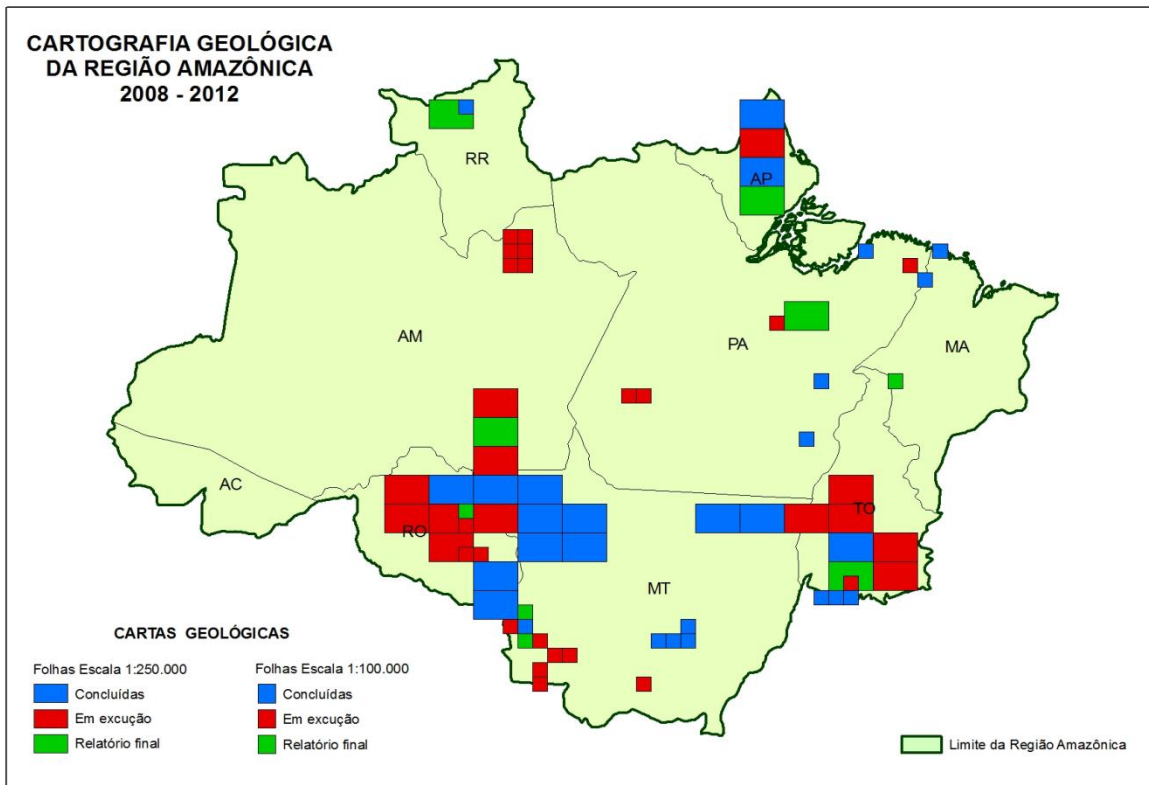 CARTOGRAFIA GEOLÓGICA
DA REGIÃO AMAZÔNICA
2008 - 2012
RR
AP
AM
PA
MA
AC
RO
TO
MT
CARTAS GEOLÓGICAS
Folhas Escala 1:250.000
Concluídas
Em excução
Relatório final
Folhas Escala 1:100.000
Concluídas
Em excução
Relatório final
Limite da Região Amazônica